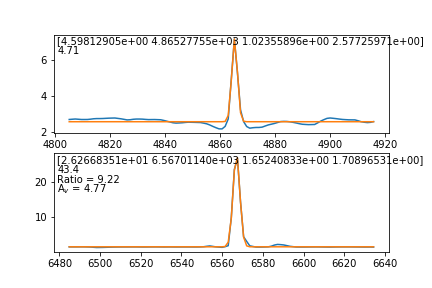 [4.59812905e+00 4.86527755e+03 1.02355896e+00 2.57725971e+00]
4.71
6
4
2
4800 4820 4840 4860 4880 4900 4920
[2.62668351e+01 6.56701140e+03 1.65240833e+00 1.70896531e+00]
43.4
Ratio = 9.22
Av = 4.77
20
10
6480 6500 6520 6540 6560 6580 6600 6620 6640